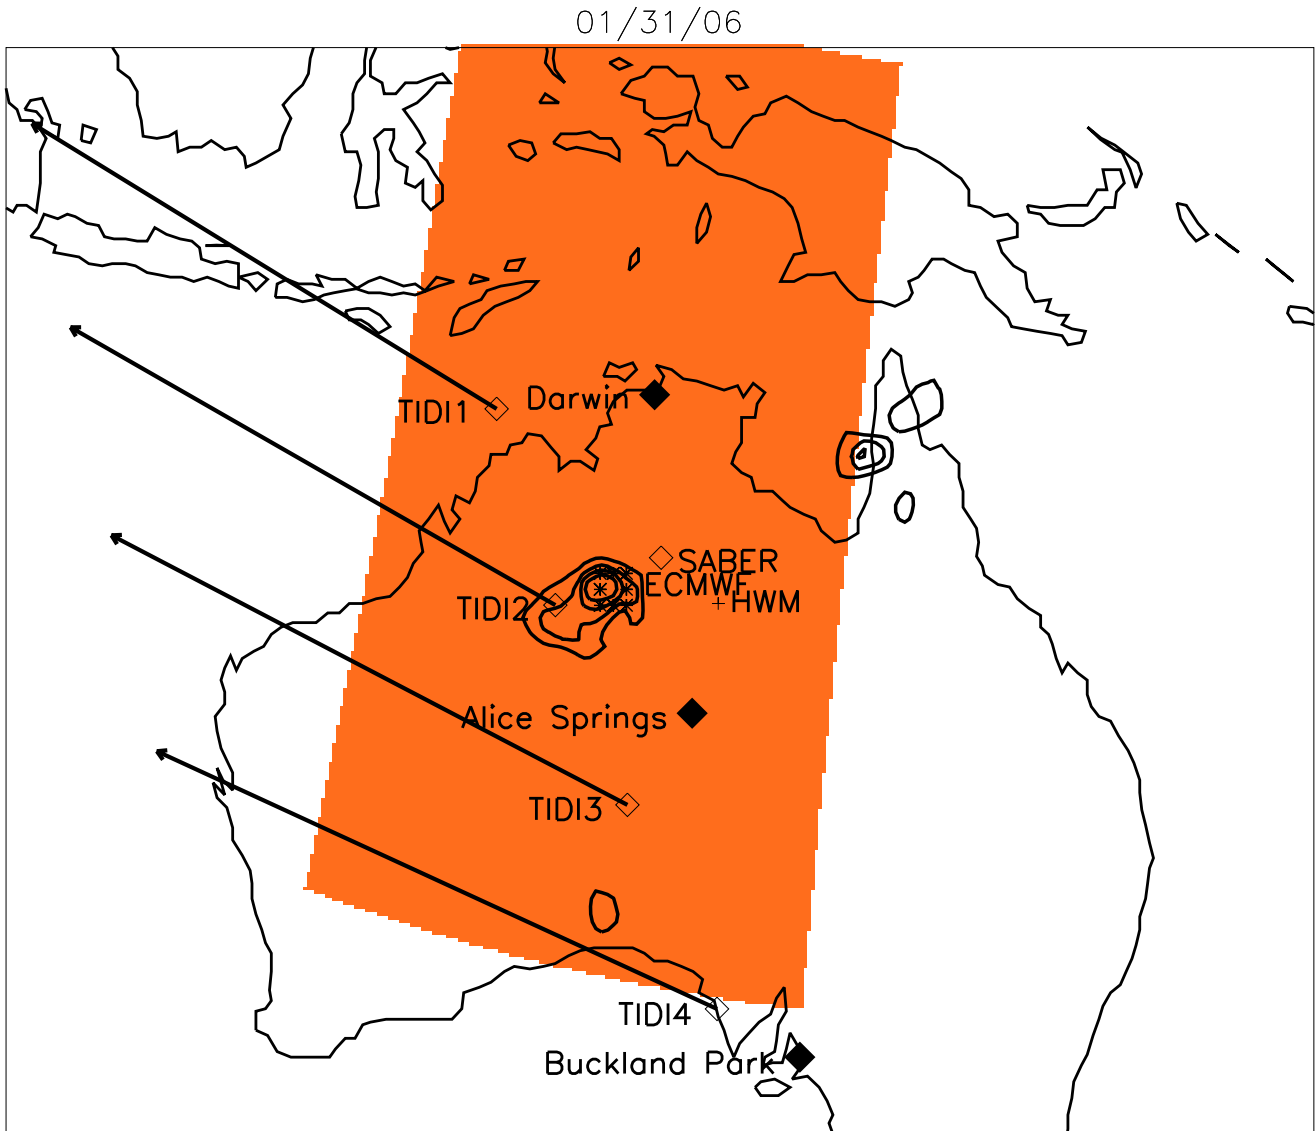 01/31/06
Darwin
TIDI1
SABER
ECMWF
HWM
TIDI2
Alice Springs
TIDI3
TIDI4
Buckland Park